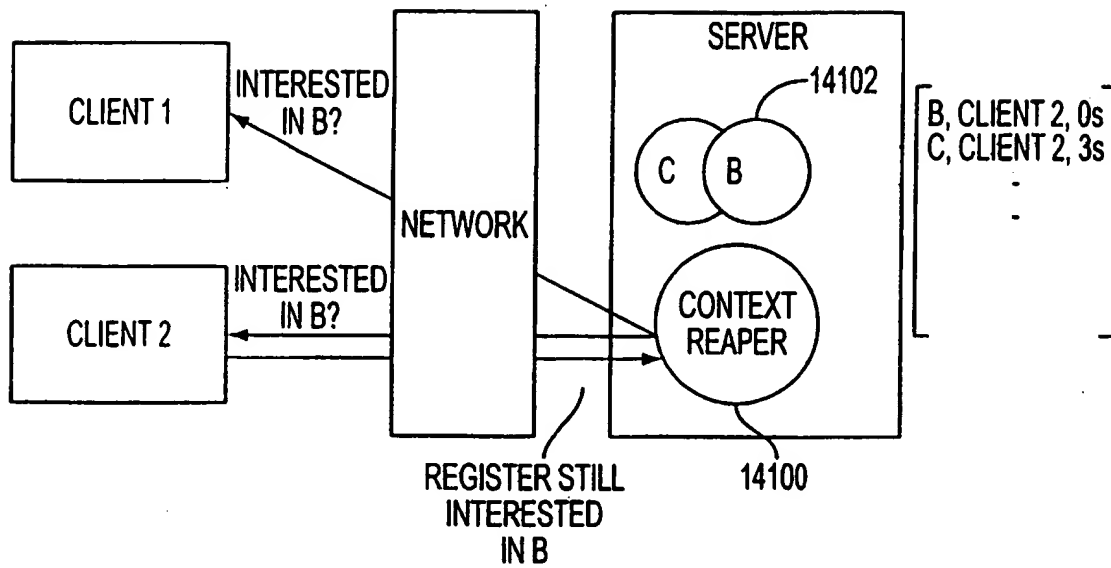 SERVER
14102
INTERESTED
IN B?
CLIENT 1
B, CLIENT 2, 0s
C, CLIENT 2, 3s
C
B
NETWORK
INTERESTED
IN B?
CLIENT 2
CONTEXT
REAPER
REGISTER STILL
INTERESTED
IN B
14100